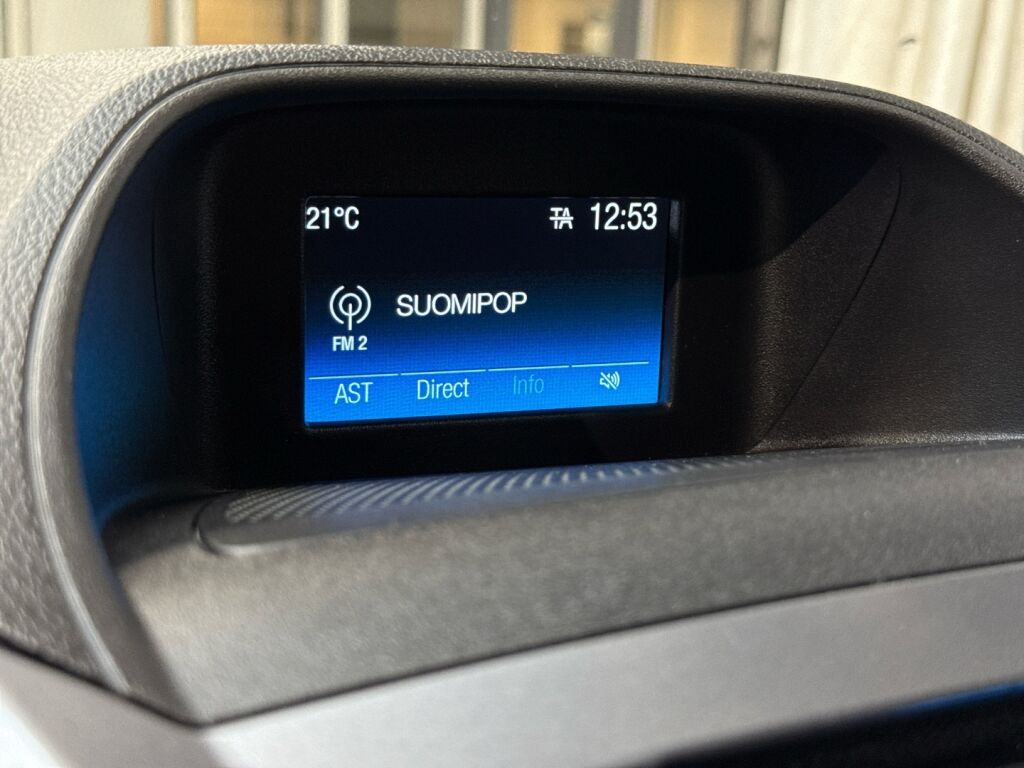 21°C TA 12:53
SUOMIPOP
FM 2
AST Direct Info